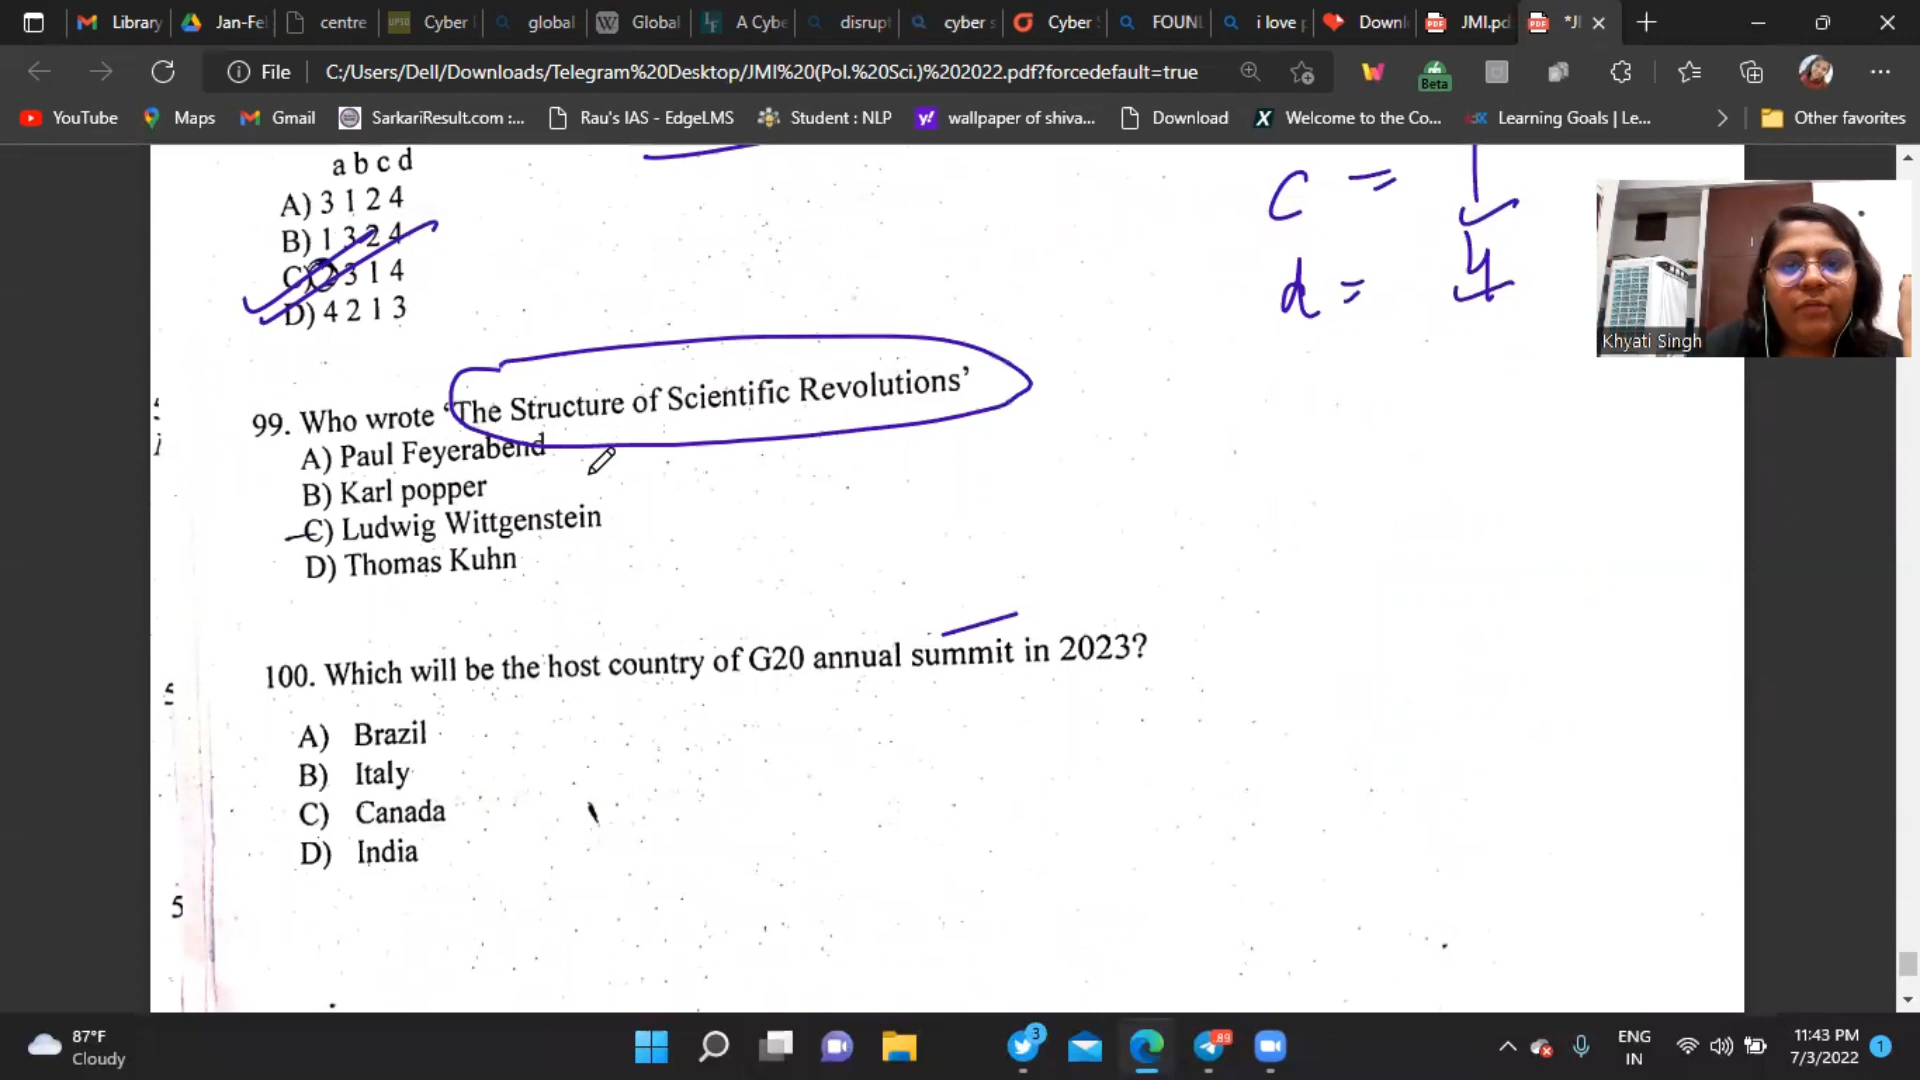 Library
Jan-Fe
centre
Cyber
global
Global
A Cybe
disrupt
cyber s
Cyber
FOUN
i love p
Downl
JMI.pd
File
C:/Users/Dell/Downloads/Telegram%20Desktop/JMI%20(Pol.%20Sci.)%202022.pdf?forcedefault=true
Beta
YouTube
Maps
Gmail
SarkariResult.com :...
Rau's IAS - EdgeLMS
Student : NLP
wallpaper of shiva...
Download
Welcome to the Co...
Learning Goals | Le...
Other favorites
a b c d
A) 3 1 2 4
B) 1 3 2 4
C) 2 3 1 4
D) 4 2 1 3
c = 1
d = 4
Khyati Singh
99. Who wrote 'The Structure of Scientific Revolutions'
A) Paul Feyerabend
B) Karl popper
C) Ludwig Wittgenstein
D) Thomas Kuhn
100. Which will be the host country of G20 annual summit in 2023?
A) Brazil
B) Italy
C) Canada
D) India
5
87°F
Cloudy
3
89
ENG
IN
11:43 PM
7/3/2022
1